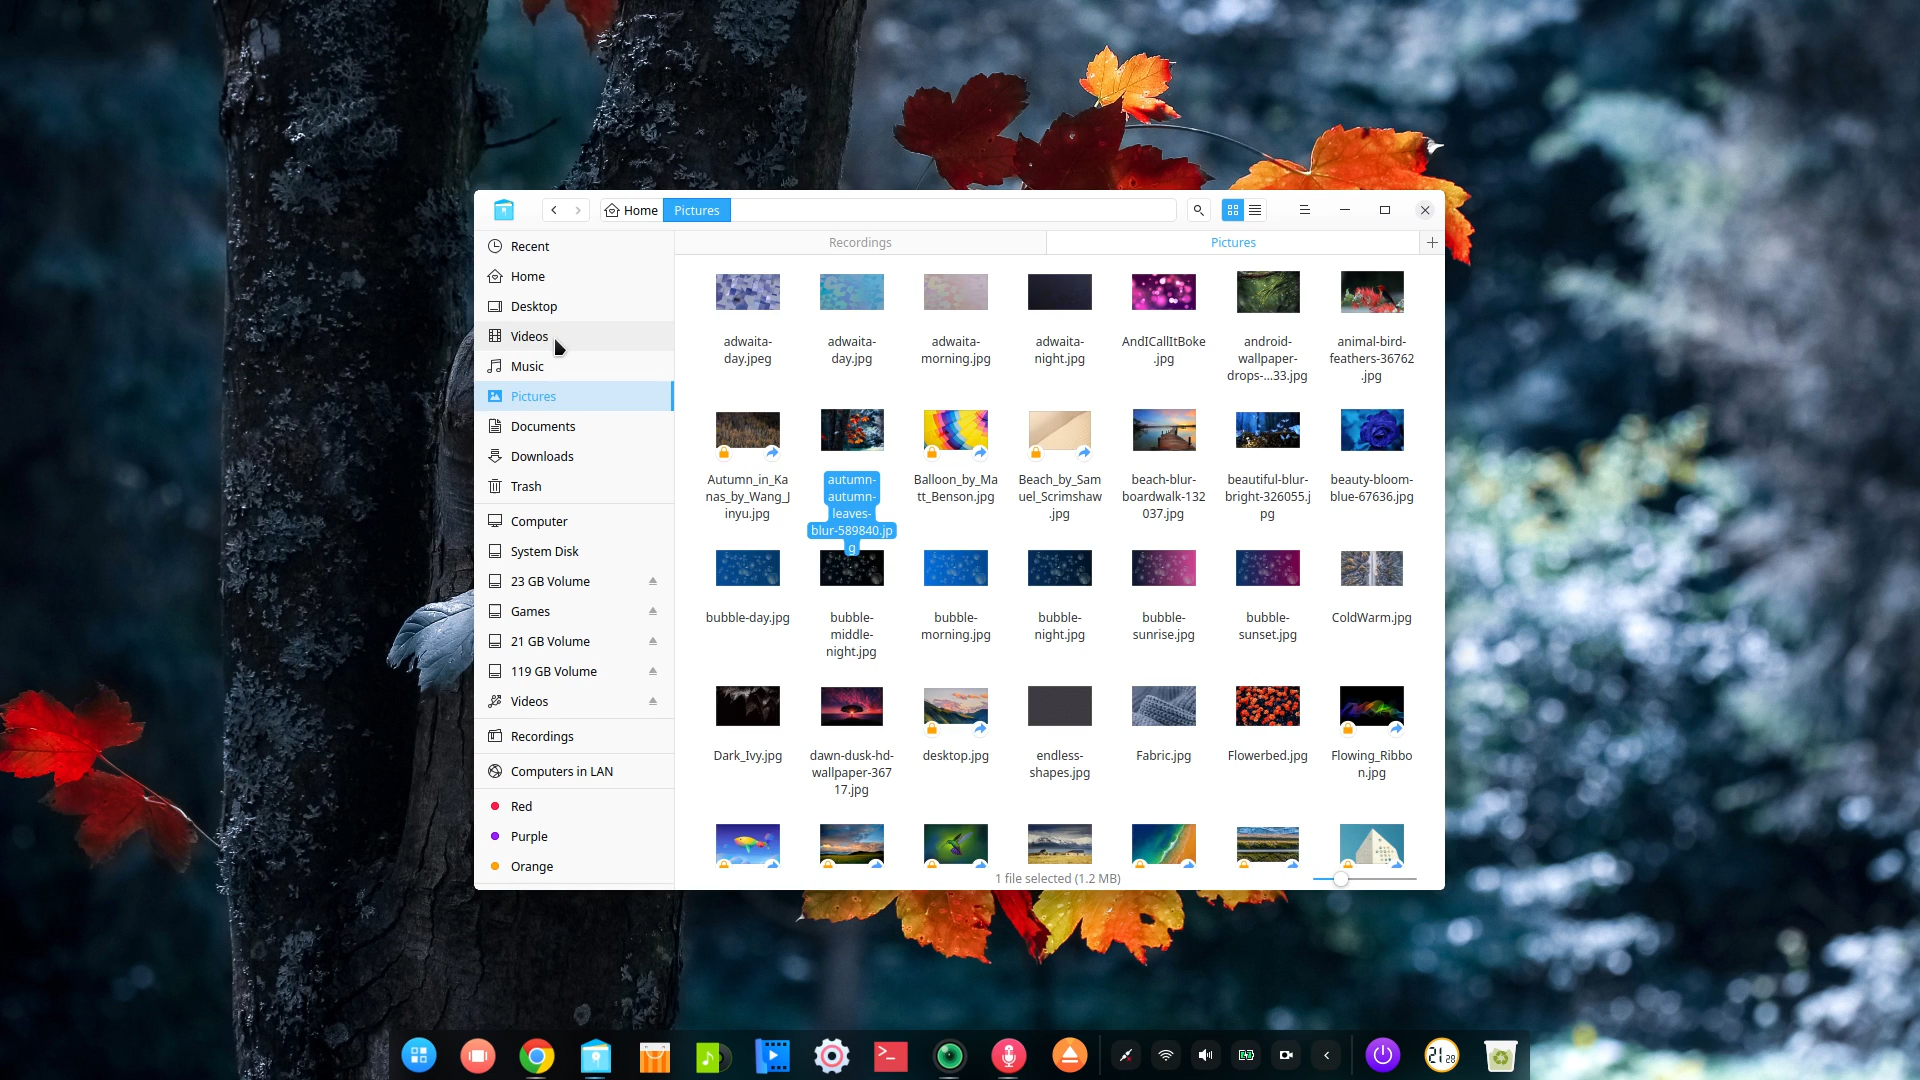 Home
Pictures
Recordings
Pictures
Recent
Home
Desktop
Videos
Music
Pictures
Documents
Downloads
Trash
Computer
System Disk
23 GB Volume
Games
21 GB Volume
119 GB Volume
Videos
Recordings
Computers in LAN
Red
Purple
Orange
adwaita-
day.jpeg
adwaita-
day.jpg
adwaita-
morning.jpg
adwaita-
night.jpg
AndICallItBoke
.jpg
android-
wallpaper-
drops-...33.jpg
animal-bird-
feathers-36762
.jpg
Autumn_in_Ka
nas_by_Wang_J
inyu.jpg
autumn-
autumn-
leaves-
blur-589840.jp
g
Balloon_by_Ma
tt_Benson.jpg
Beach_by_Sam
uel_Scrimshaw
.jpg
beach-blur-
boardwalk-132
037.jpg
beautiful-blur-
bright-326055.j
pg
beauty-bloom-
blue-67636.jpg
bubble-day.jpg
bubble-
middle-
night.jpg
bubble-
morning.jpg
bubble-
night.jpg
bubble-
sunrise.jpg
bubble-
sunset.jpg
ColdWarm.jpg
Dark_Ivy.jpg
dawn-dusk-hd-
wallpaper-367
17.jpg
desktop.jpg
endless-
shapes.jpg
Fabric.jpg
Flowerbed.jpg
Flowing_Ribbo
n.jpg
1 file selected (1.2 MB)
21 28